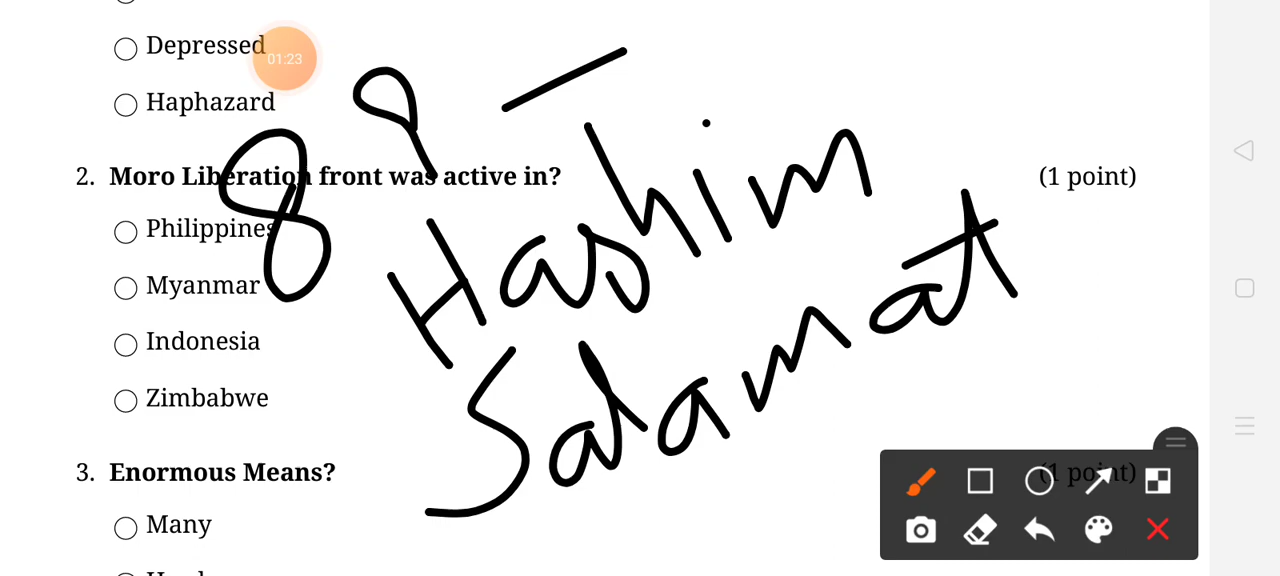 Depressed
01:23
Haphazard
89 -
2. Moro Liberation front was active in? (1 point)
Philippines
Hashim
Myanmar
Indonesia
Salamat
Zimbabwe
3. Enormous Means? (1 point)
Many